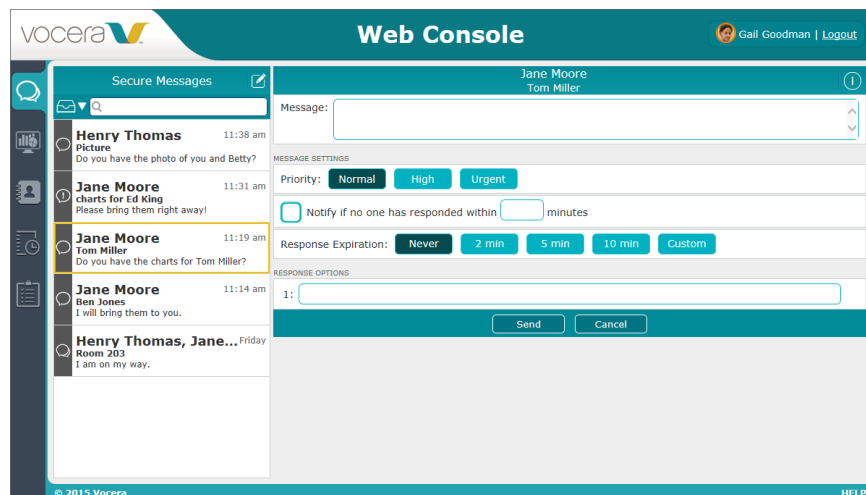 vocera
Web Console
Gail Goodman | Logout
Secure Messages
Henry Thomas 11:38 am
Picture
Do you have the photo of you and Betty?
Jane Moore 11:31 am
charts for Ed King
Please bring them right away!
Jane Moore 11:19 am
Tom Miller
Do you have the charts for Tom Miller?
Jane Moore 11:14 am
Ben Jones
I will bring them to you.
Henry Thomas, Jane... Friday
Room 203
I am on my way.
Jane Moore
Tom Miller
Message:
MESSAGE SETTINGS
Priority: Normal High Urgent
Notify if no one has responded within minutes
Response Expiration: Never 2 min 5 min 10 min Custom
RESPONSE OPTIONS
1:
Send Cancel
© 2015 Vocera HELP